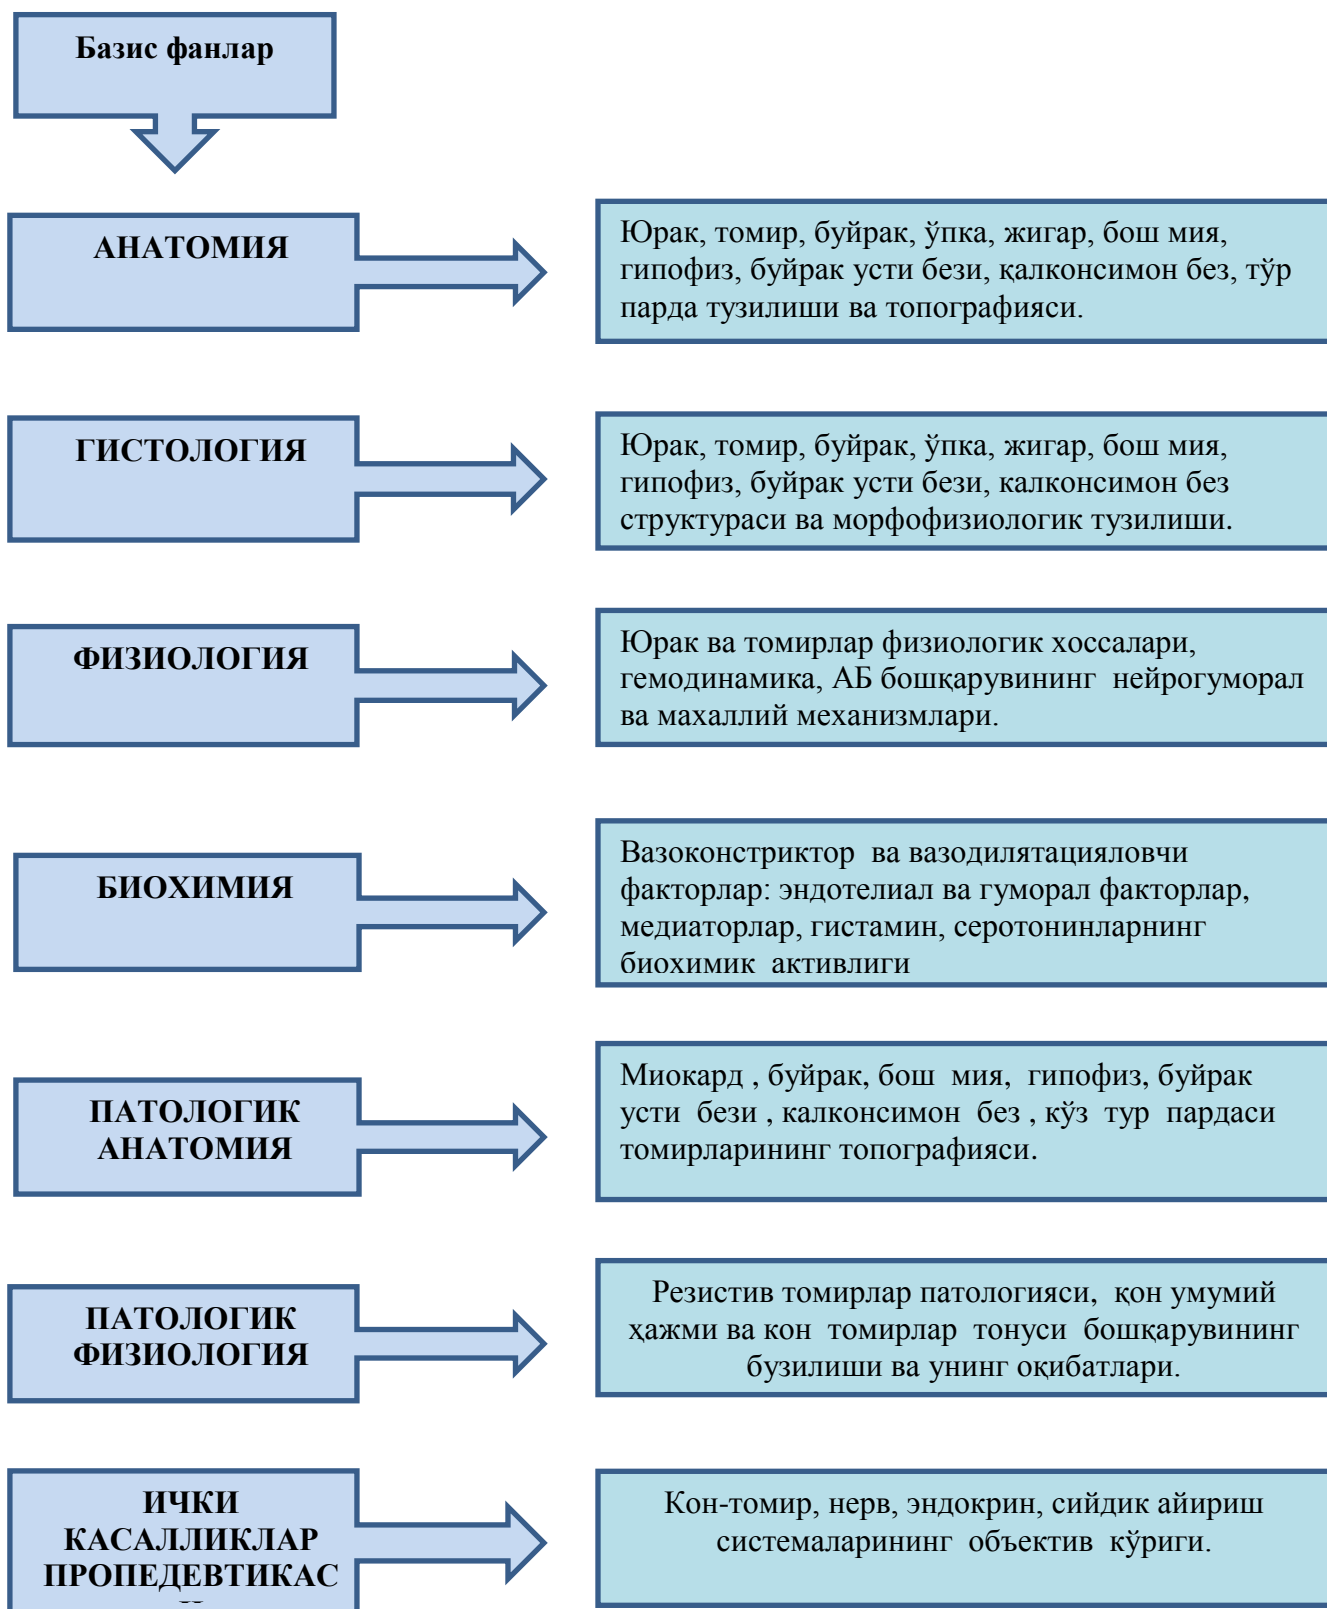 Базис фанлар
АНАТОМИЯ
Юрак, томир, буйрак, ўпка, жигар, бош мия,
гипофиз, буйрак усти бези, қалконсимон без, тўр
парда тузилиши ва топографияси.
ГИСТОЛОГИЯ
Юрак, томир, буйрак, ўпка, жигар, бош мия,
гипофиз, буйрак усти бези, калконсимон без
структураси ва морфофизиологик тузилиши.
ФИЗИОЛОГИЯ
Юрак ва томирлар физиологик хоссалари,
гемодинамика, АБ бошқарувининг нейрогуморал
ва махаллий механизмлари.
БИОХИМИЯ
Вазоконстриктор ва вазодилятацияловчи
факторлар: эндотелиал ва гуморал факторлар,
медиаторлар, гистамин, серотонинларнинг
биохимик активлиги
ПАТОЛОГИК
АНАТОМИЯ
Миокард , буйрак, бош мия, гипофиз, буйрак
усти бези , калконсимон без , кўз тур пардаси
томирларининг топографияси.
ПАТОЛОГИК
ФИЗИОЛОГИЯ
Резистив томирлар патологияси, қон умумий
ҳажми ва кон томирлар тонуси бошқарувининг
бузилиши ва унинг оқибатлари.
ИЧКИ
КАСАЛЛИКЛАР
ПРОПЕДЕВТИКАС
Кон-томир, нерв, эндокрин, сийдик айириш
системаларининг объектив кўриги.